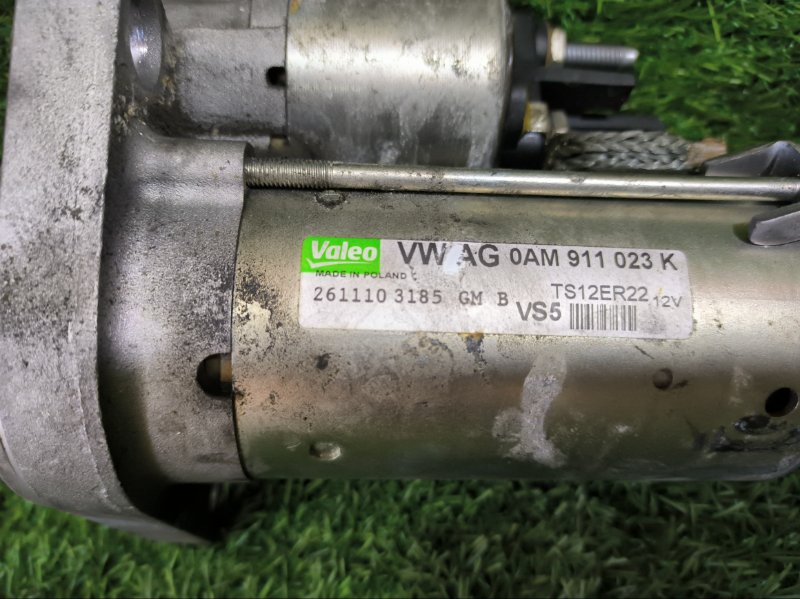 Valeo VW AG 0AM 911 023 K
MADE IN POLAND
261110 3185 GM B TS12ER22 12V
VS5